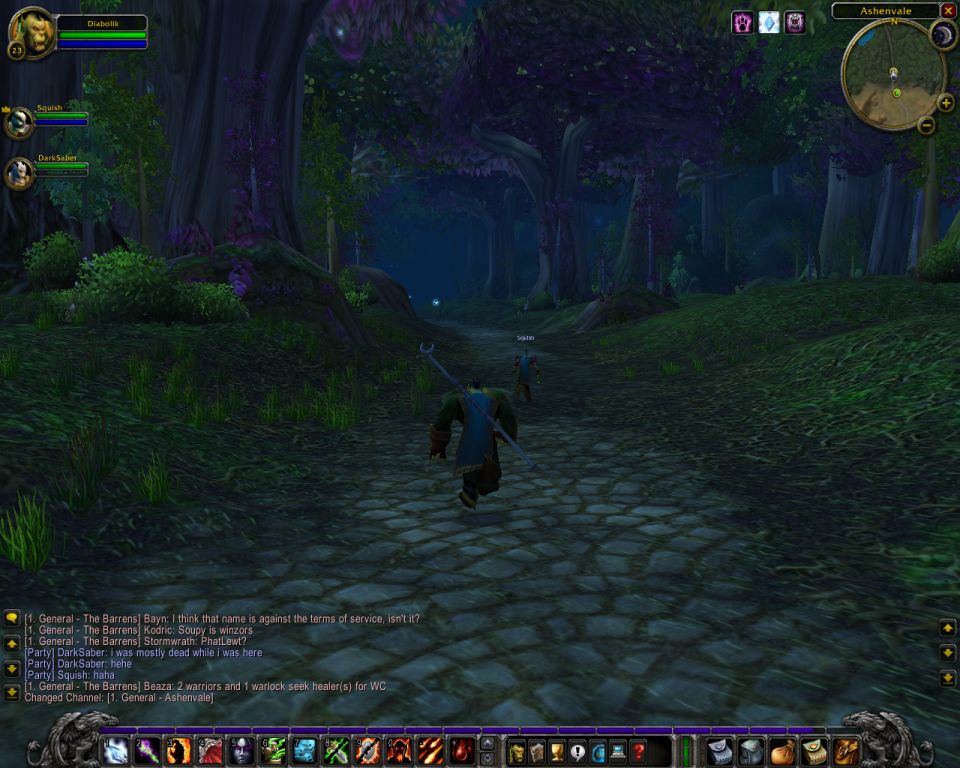 Diabolik
23
Squish
DarkSaber
Ashenvale
N
Squish
[1. General - The Barrens] Bayn: I think that name is against the terms of service, isn't it?
[1. General - The Barrens] Kodric: Soupy is winzors
[1. General - The Barrens] Stormwrath: PhatLewt?
[Party] DarkSaber: i was mostly dead while i was here
[Party] DarkSaber: hehe
[Party] Squish: haha
[1. General - The Barrens] Beaza: 2 warriors and 1 warlock seek healer(s) for WC
Changed Channel: [1. General - Ashenvale]